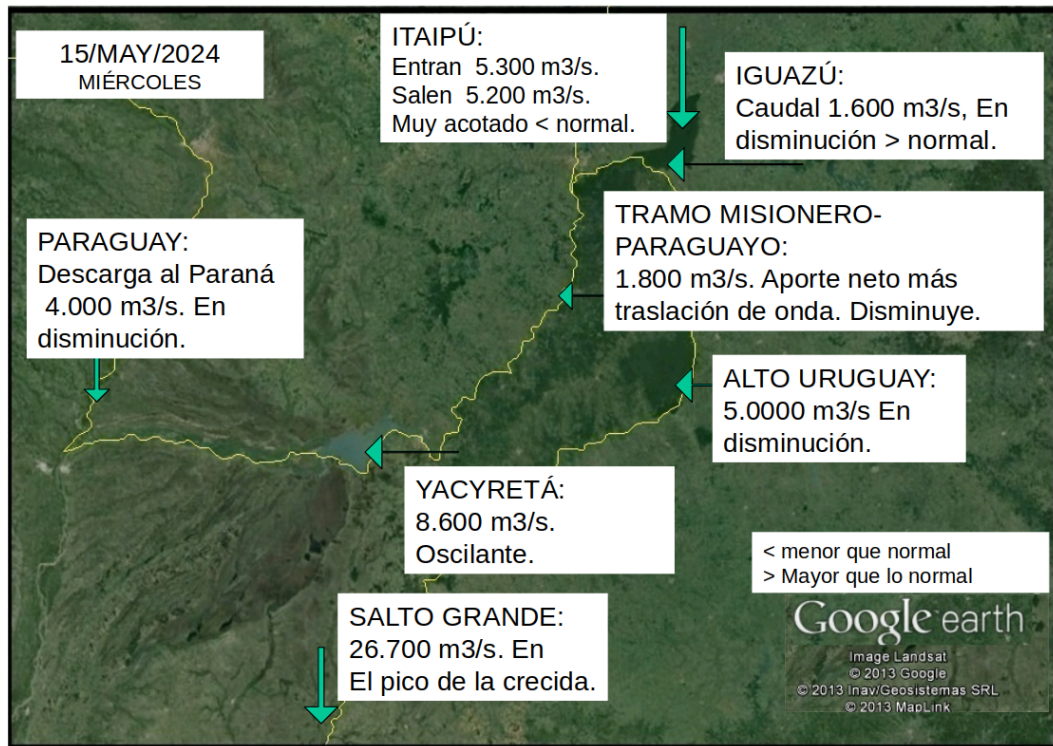 15/MAY/2024
MIÉRCOLES
ITAIPÚ:
Entran 5.300 m3/s.
Salen 5.200 m3/s.
Muy acotado < normal.
IGUAZÚ:
Caudal 1.600 m3/s, En
disminución > normal.
TRAMO MISIONERO-
PARAGUAYO:
1.800 m3/s. Aporte neto más
traslación de onda. Disminuye.
PARAGUAY:
Descarga al Paraná
4.000 m3/s. En
disminución.
ALTO URUGUAY:
5.0000 m3/s En
disminución.
YACYRETÁ:
8.600 m3/s.
Oscilante.
< menor que normal
> Mayor que lo normal
SALTO GRANDE:
26.700 m3/s. En
El pico de la crecida.
Google earth
Image Landsat
© 2013 Google
© 2013 Inav/Geosistemas SRL
© 2013 MapLink